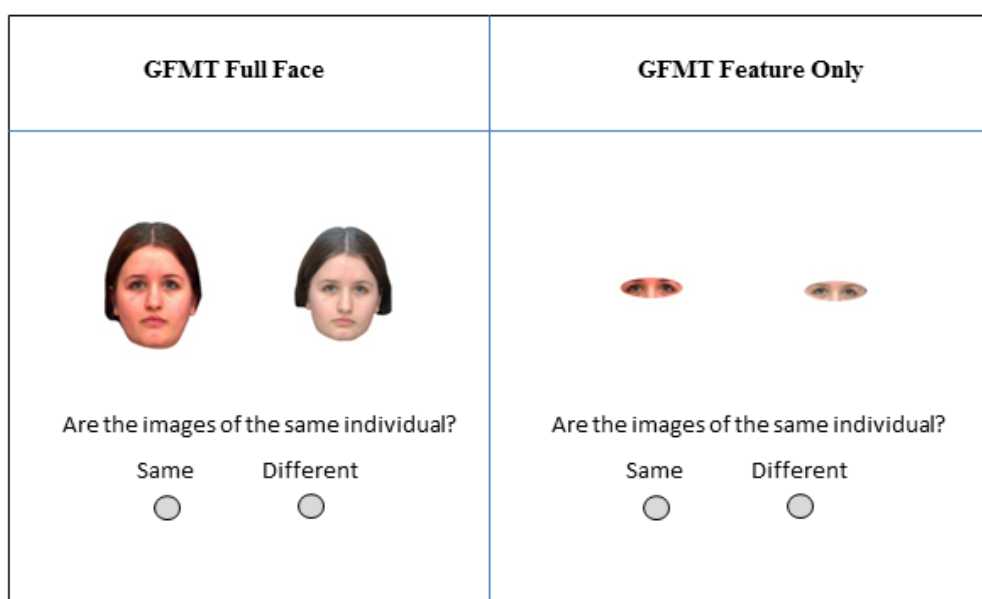 GFMT Full Face
GFMT Feature Only
Are the images of the same individual?
Same Different
Are the images of the same individual?
Same Different